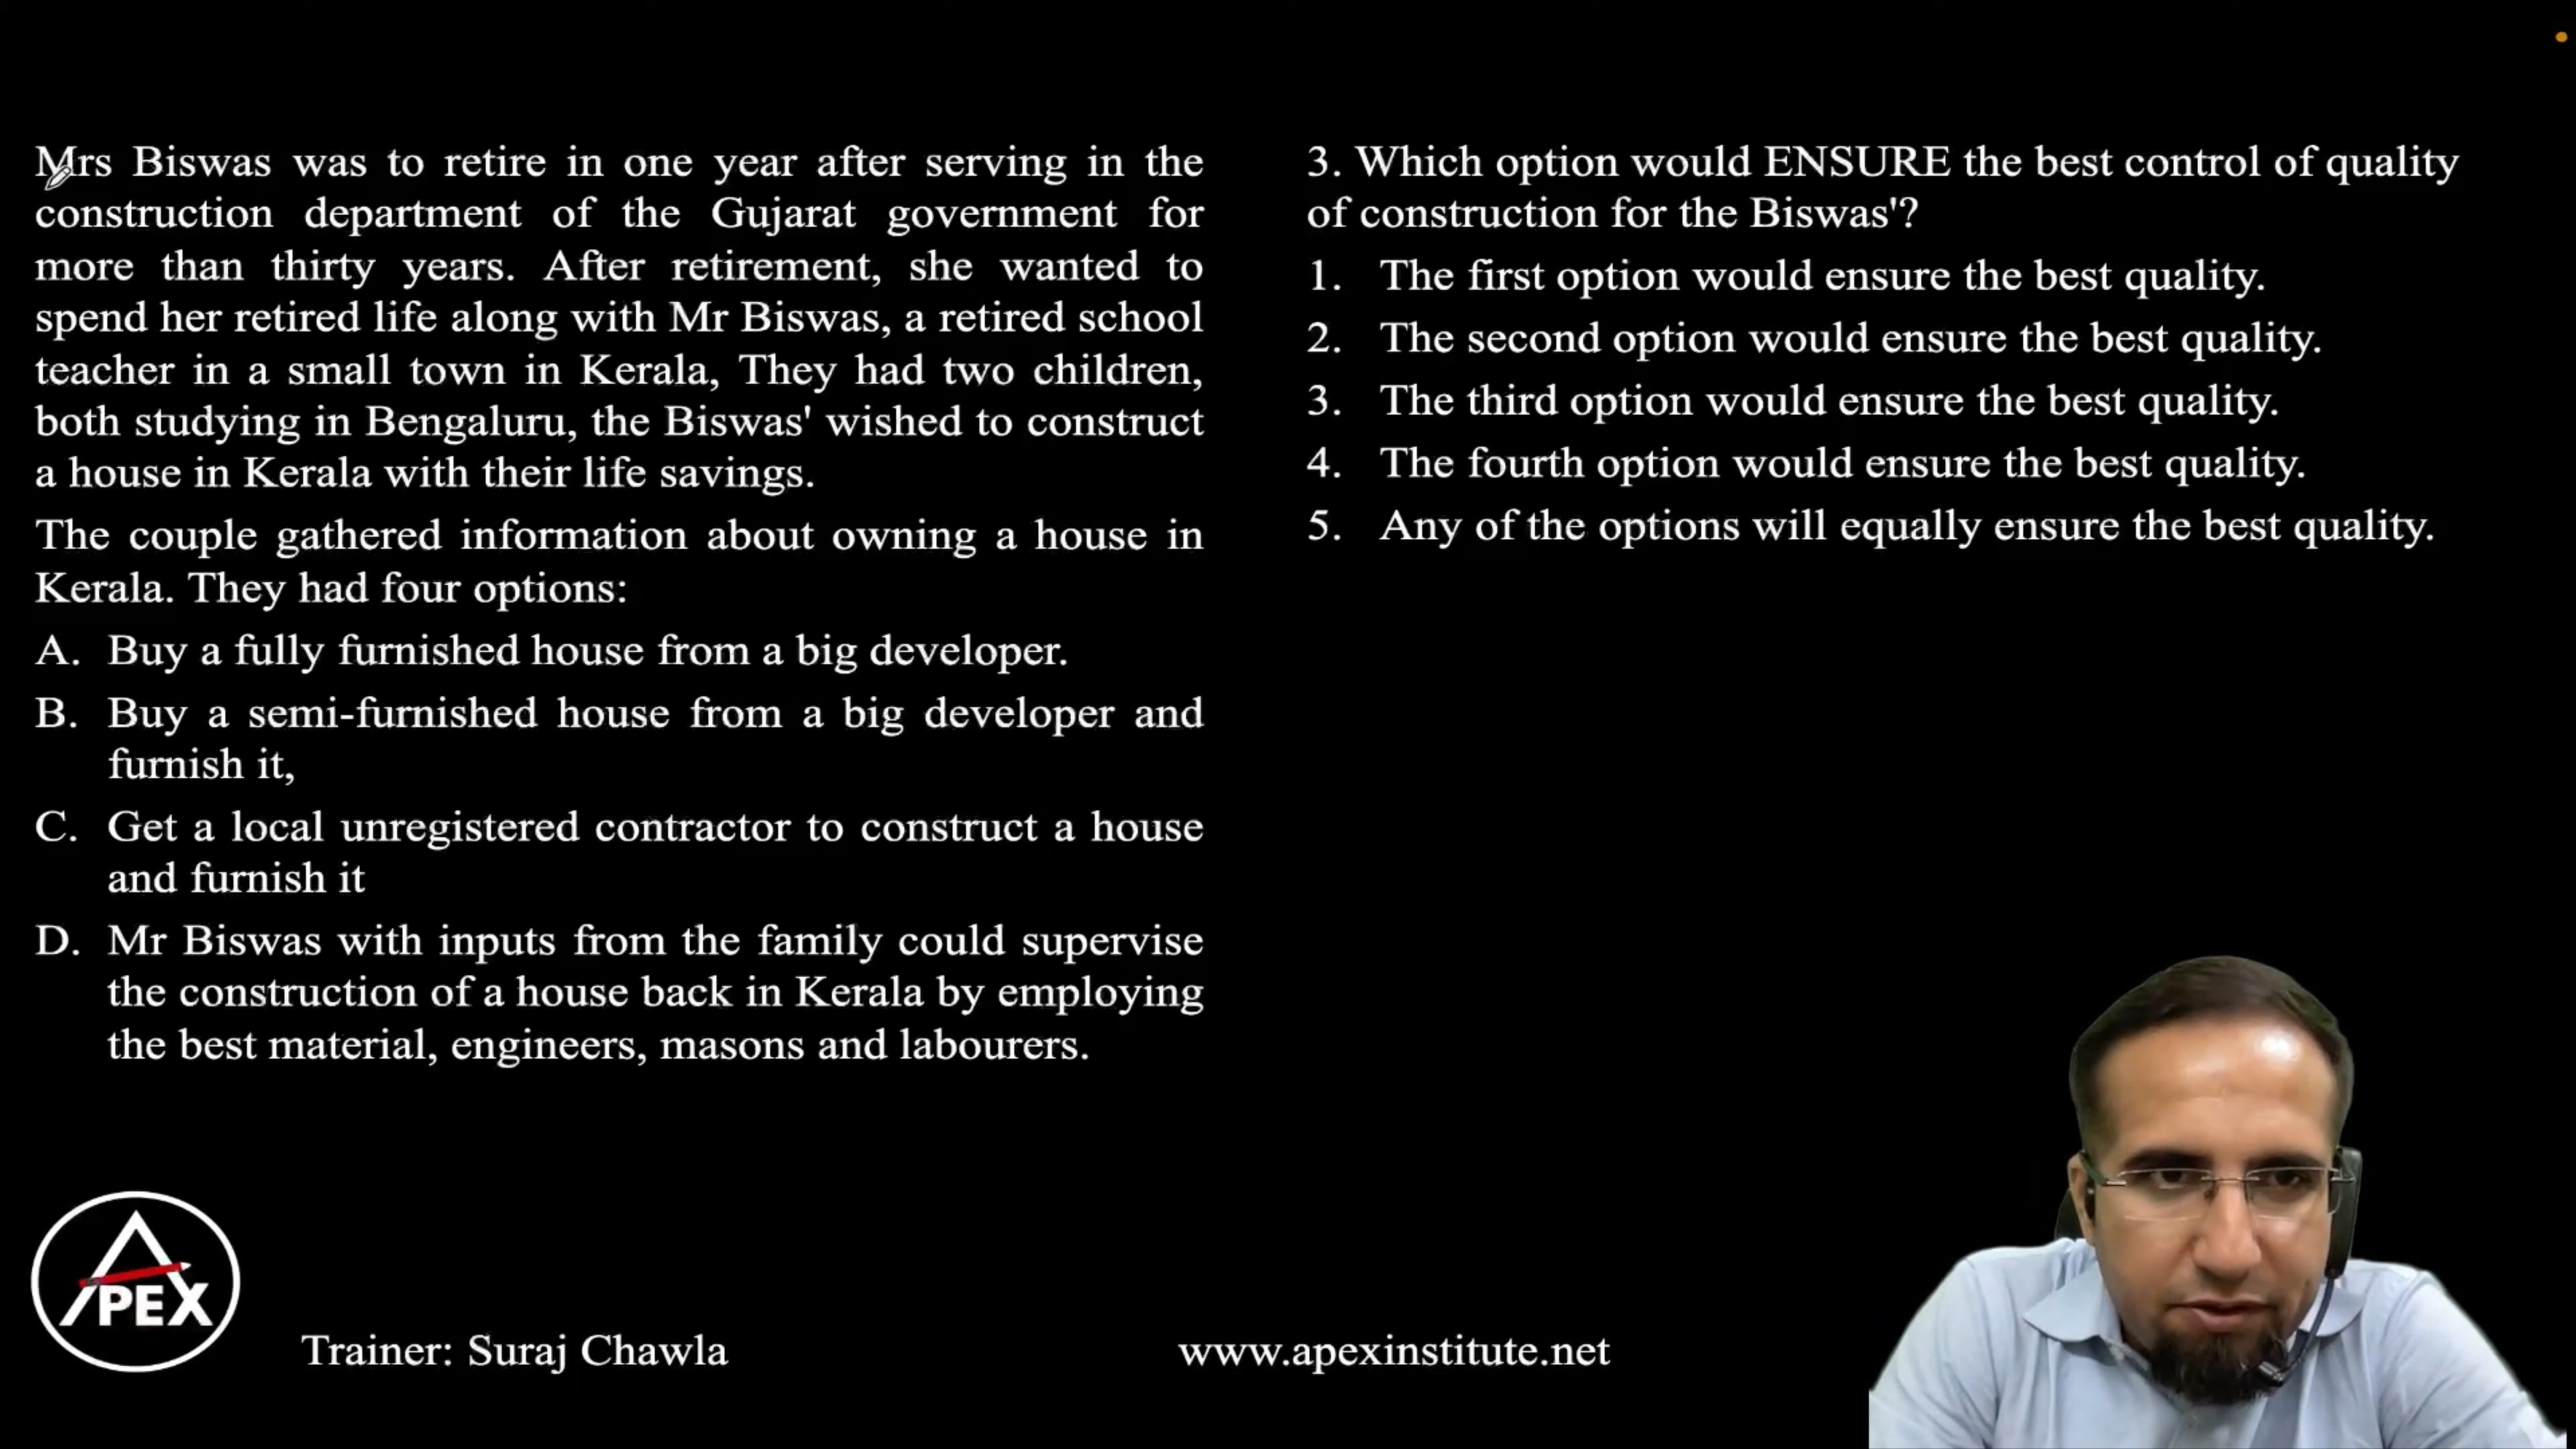 Mrs Biswas was to retire in one year after serving in the
construction department of the Gujarat government for
more than thirty years. After retirement, she wanted to
spend her retired life along with Mr Biswas, a retired school
teacher in a small town in Kerala, They had two children,
both studying in Bengaluru, the Biswas' wished to construct
a house in Kerala with their life savings.
The couple gathered information about owning a house in
Kerala. They had four options:
A. Buy a fully furnished house from a big developer.
B. Buy a semi-furnished house from a big developer and
furnish it,
C. Get a local unregistered contractor to construct a house
and furnish it
D. Mr Biswas with inputs from the family could supervise
the construction of a house back in Kerala by employing
the best material, engineers, masons and labourers.
3. Which option would ENSURE the best control of quality
of construction for the Biswas'?
1. The first option would ensure the best quality.
2. The second option would ensure the best quality.
3. The third option would ensure the best quality.
4. The fourth option would ensure the best quality.
5. Any of the options will equally ensure the best quality.
APEX
Trainer: Suraj Chawla
www.apexinstitute.net